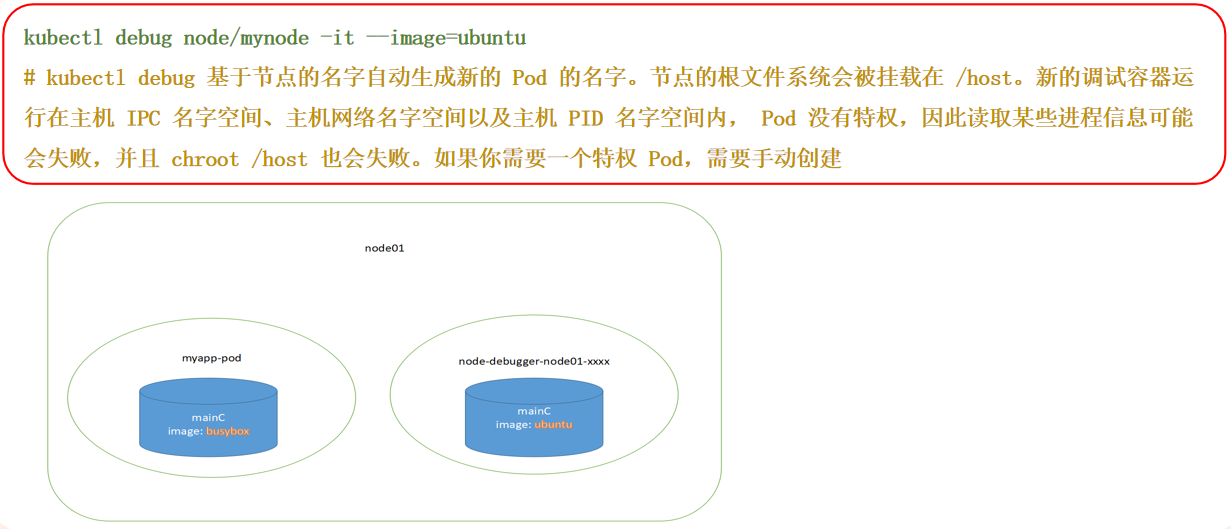 kubectl debug node/mynode -it —image=ubuntu
# kubectl debug 基于节点的名字自动生成新的 Pod 的名字。节点的根文件系统会被挂载在 /host。新的调试容器运
行在主机 IPC 名字空间、主机网络名字空间以及主机 PID 名字空间内， Pod 没有特权，因此读取某些进程信息可能
会失败，并且 chroot /host 也会失败。如果你需要一个特权 Pod，需要手动创建
node01
myapp-pod
mainC
image: busybox
node-debugger-node01-xxxx
mainC
image: ubuntu